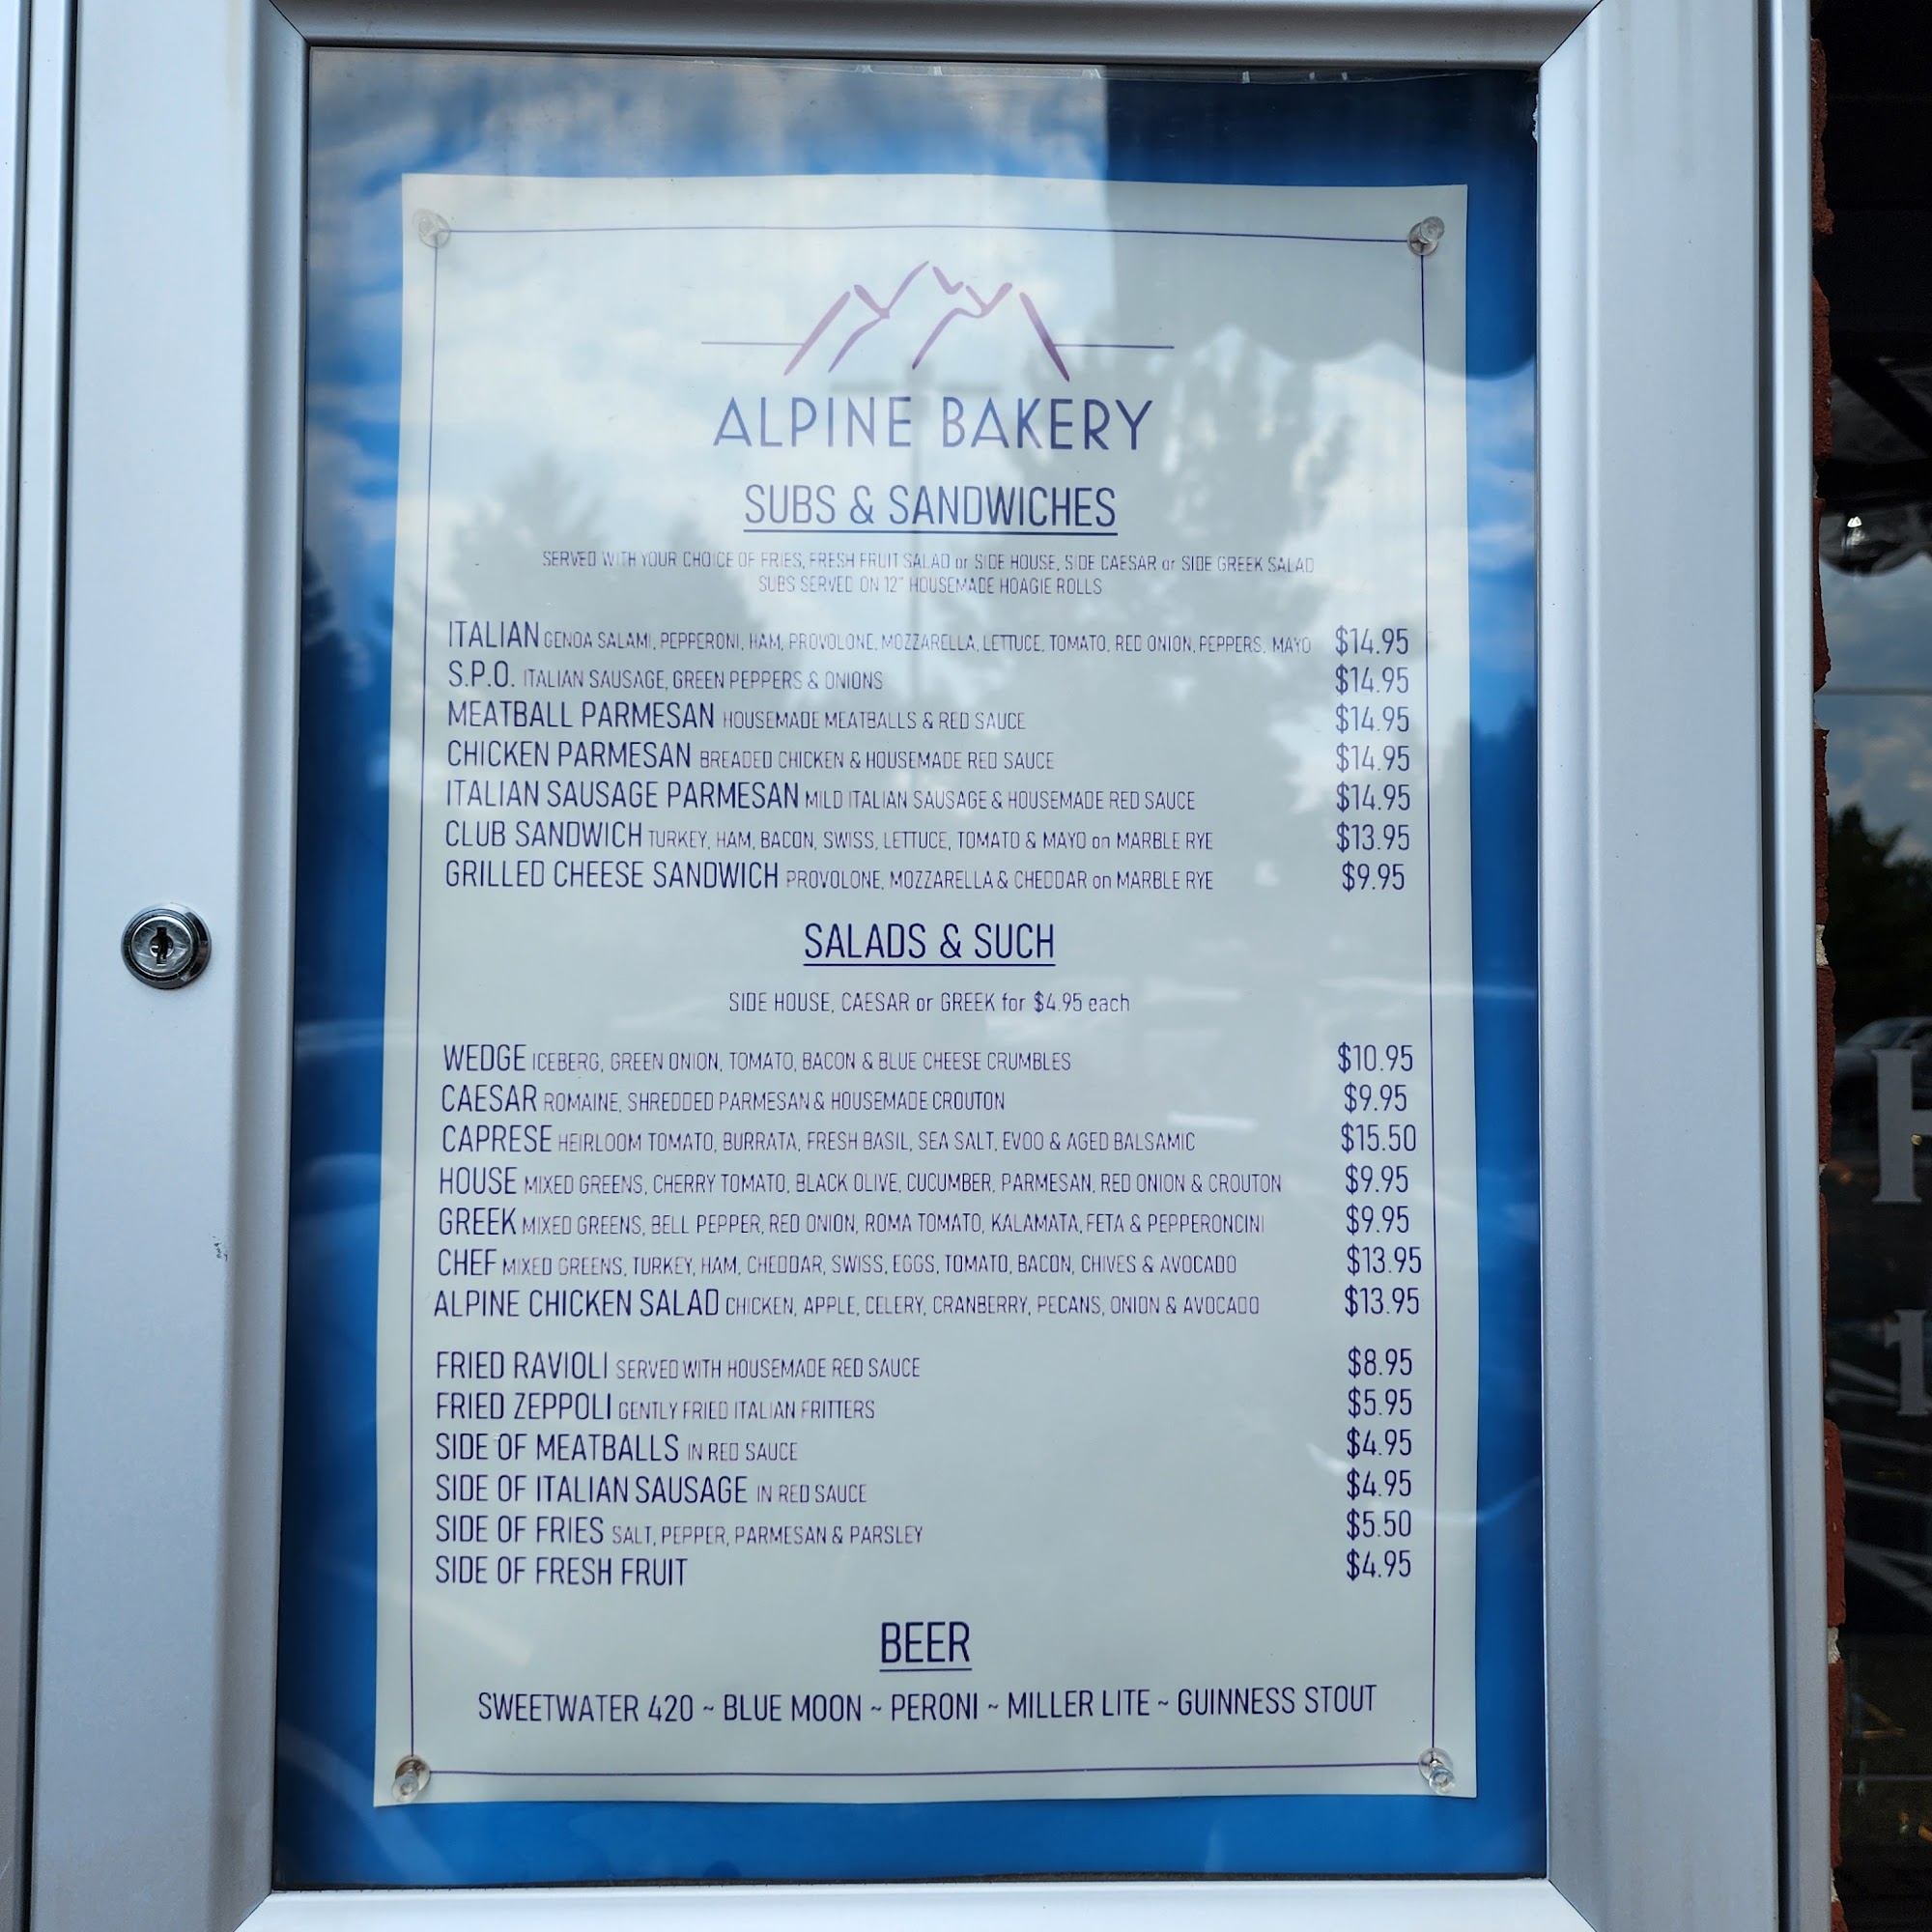 ALPINE BAKERY
SUBS & SANDWICHES
SERVED WITH YOUR CHOICE OF FRIES, FRESH FRUIT SALAD or SIDE HOUSE, SIDE CAESAR or SIDE GREEK SALAD
SUBS SERVED ON 12" HOUSEMADE HOAGIE ROLLS
ITALIAN GENOA SALAMI, PEPPERONI, HAM, PROVOLONE, MOZZARELLA, LETTUCE, TOMATO, RED ONION, PEPPERS, MAYO $14.95
S.P.O. ITALIAN SAUSAGE, GREEN PEPPERS & ONIONS $14.95
MEATBALL PARMESAN HOUSEMADE MEATBALLS & RED SAUCE $14.95
CHICKEN PARMESAN BREADED CHICKEN & HOUSEMADE RED SAUCE $14.95
ITALIAN SAUSAGE PARMESAN MILD ITALIAN SAUSAGE & HOUSEMADE RED SAUCE $14.95
CLUB SANDWICH TURKEY, HAM, BACON, SWISS, LETTUCE, TOMATO & MAYO on MARBLE RYE $13.95
GRILLED CHEESE SANDWICH PROVOLONE, MOZZARELLA & CHEDDAR on MARBLE RYE $9.95
SALADS & SUCH
SIDE HOUSE, CAESAR or GREEK for $4.95 each
WEDGE ICEBERG, GREEN ONION, TOMATO, BACON & BLUE CHEESE CRUMBLES $10.95
CAESAR ROMAINE, SHREDDED PARMESAN & HOUSEMADE CROUTON $9.95
CAPRESE HEIRLOOM TOMATO, BURRATA, FRESH BASIL, SEA SALT, EVOO & AGED BALSAMIC $15.50
HOUSE MIXED GREENS, CHERRY TOMATO, BLACK OLIVE, CUCUMBER, PARMESAN, RED ONION & CROUTON $9.95
GREEK MIXED GREENS, BELL PEPPER, RED ONION, ROMA TOMATO, KALAMATA, FETA & PEPPERONCINI $9.95
CHEF MIXED GREENS, TURKEY, HAM, CHEDDAR, SWISS, EGGS, TOMATO, BACON, CHIVES & AVOCADO $13.95
ALPINE CHICKEN SALAD CHICKEN, APPLE, CELERY, CRANBERRY, PECANS, ONION & AVOCADO $13.95
FRIED RAVIOLI SERVED WITH HOUSEMADE RED SAUCE $8.95
FRIED ZEPPOLI GENTLY FRIED ITALIAN FRITTERS $5.95
SIDE OF MEATBALLS IN RED SAUCE $4.95
SIDE OF ITALIAN SAUSAGE IN RED SAUCE $4.95
SIDE OF FRIES SALT, PEPPER, PARMESAN & PARSLEY $5.50
SIDE OF FRESH FRUIT $4.95
BEER
SWEETWATER 420 ~ BLUE MOON ~ PERONI ~ MILLER LITE ~ GUINNESS STOUT